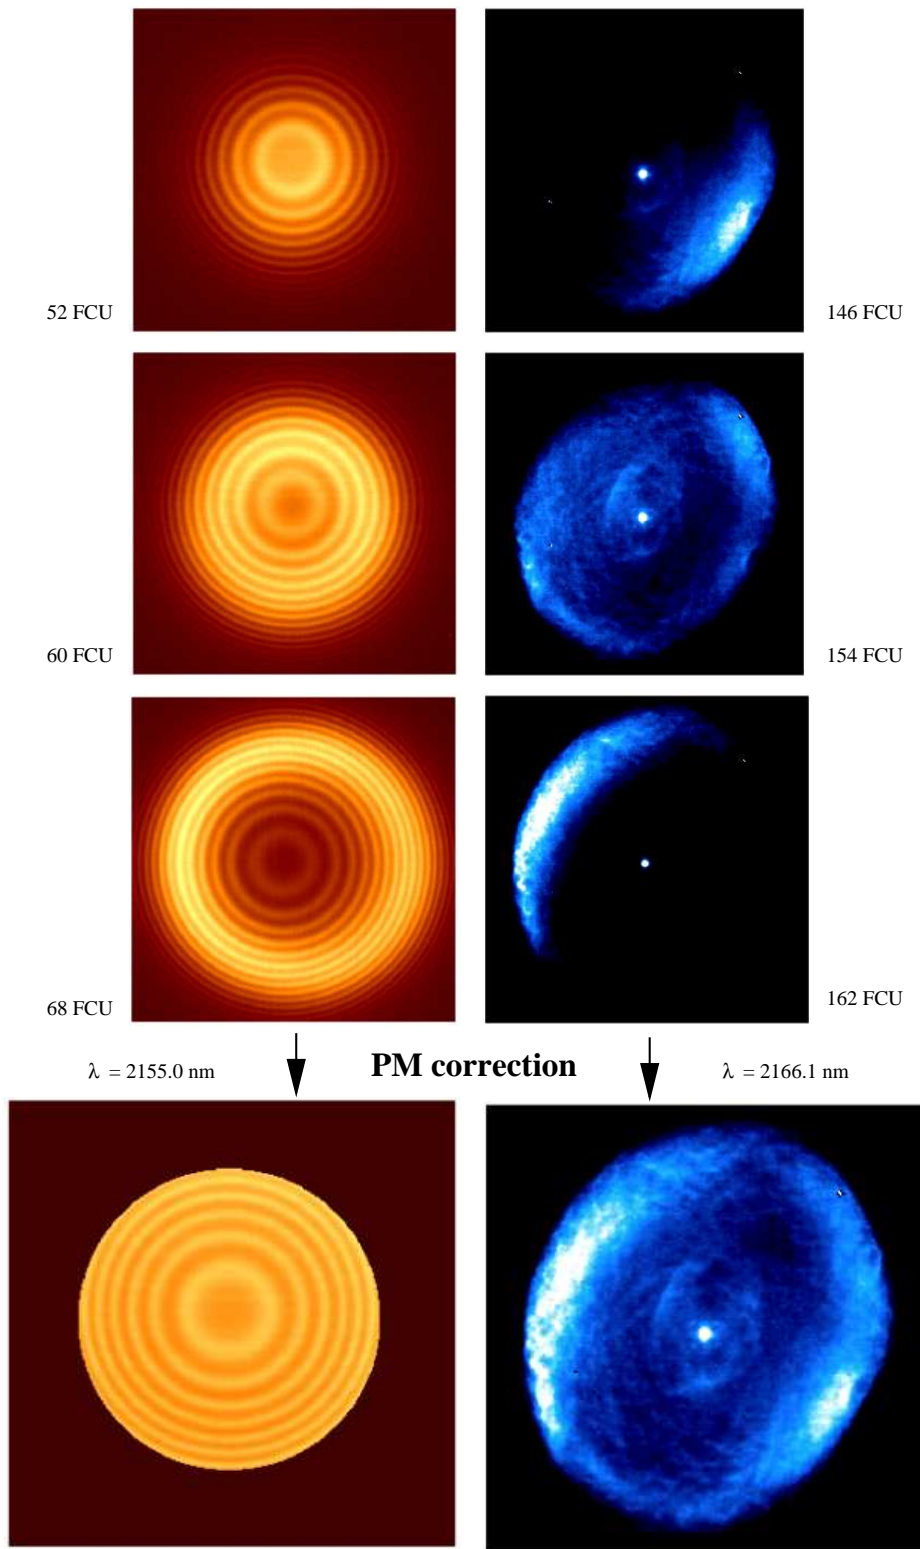 52 FCU
146 FCU
60 FCU
154 FCU
68 FCU
162 FCU
λ = 2155.0 nm
PM correction
λ = 2166.1 nm